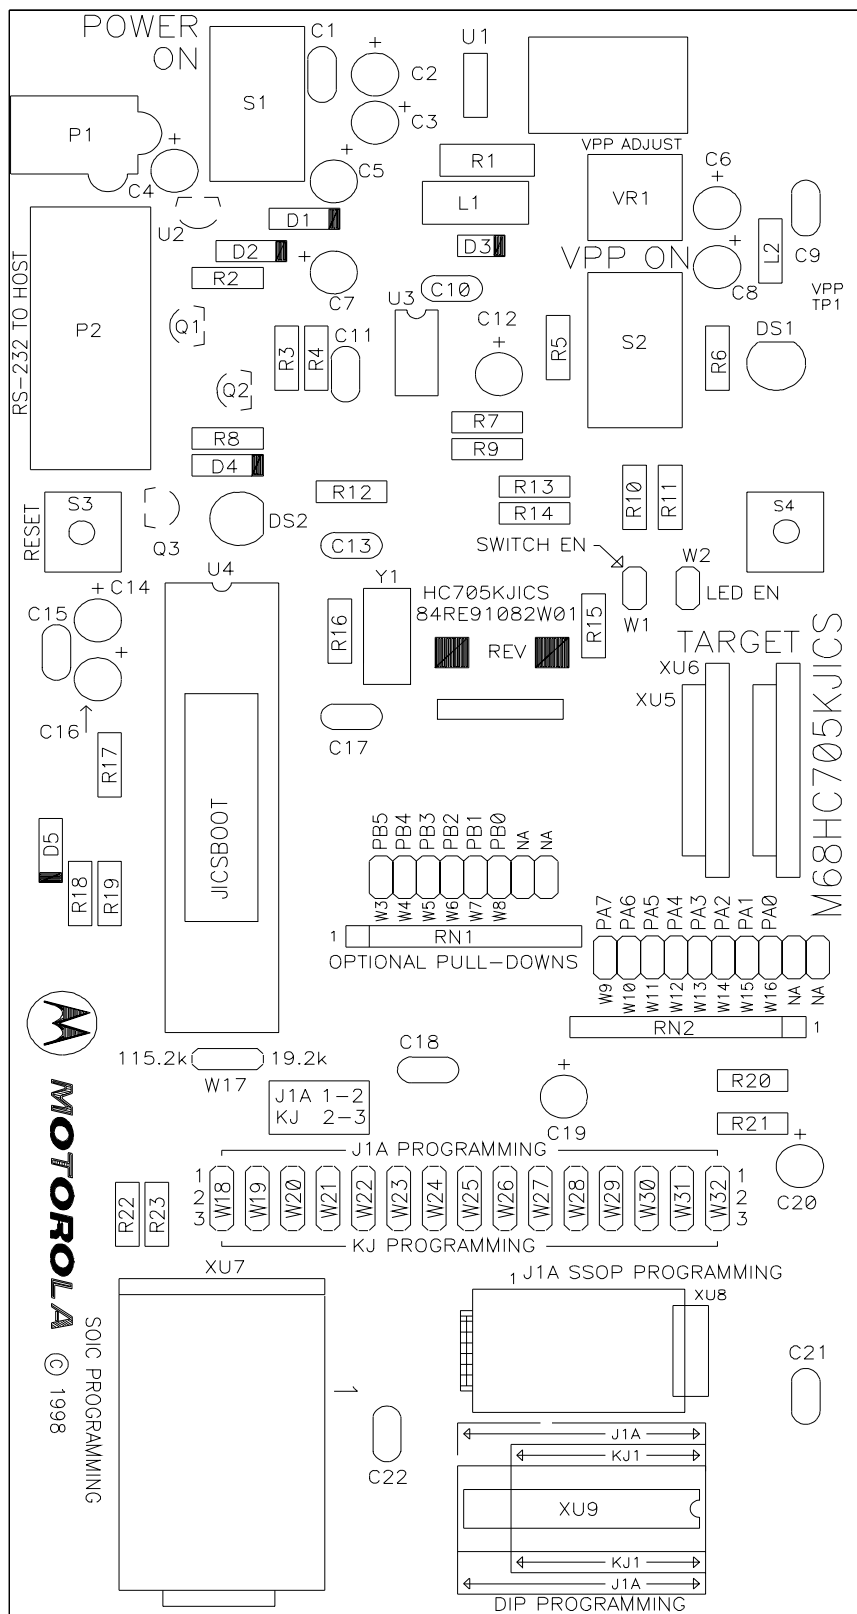 POWER
ON
C1
C2
U1
S1
C3
P1
VPP ADJUST
R1
C6
C4
C5
L1
VR1
U2
D1
C9
L2
D2
D3
VPP ON
R2
C7
C10
C8
VPP
TP1
RS-232 TO HOST
U3
Q1
C12
DS1
P2
R3
R4
C11
R5
S2
R6
Q2
R7
R8
R9
D4
R12
R13
R10
R11
S3
S4
RESET
R14
DS2
Q3
C13
SWITCH EN
W2
U4
Y1
HC705KJICS
LED EN
C14
C15
R16
84RE91082W01
R15
W1
REV
TARGET
XU6
XU5
C16
C17
R17
M68HC705KJICS
JICSBOOT
D5
R18
R19
PB5
PB4
PB3
PB2
PB1
PB0
NA
NA
W3
W4
W5
W6
W7
W8
1
RN1
OPTIONAL PULL-DOWNS
PA7
PA6
PA5
PA4
PA3
PA2
PA1
PA0
W9
W10
W11
W12
W13
W14
W15
W16
NA
NA
RN2
1
C18
115.2k
19.2k
W17
J1A 1-2
KJ 2-3
C19
R20
R21
C20
MOTOROLA
© 1998
J1A PROGRAMMING
1
2
3
W18
W19
W20
W21
W22
W23
W24
W25
W26
W27
W28
W29
W30
W31
W32
1
2
3
R22
R23
KJ PROGRAMMING
XU7
J1A SSOP PROGRAMMING
1
XU8
SOIC PROGRAMMING
1
C21
C22
J1A
KJ1
XU9
KJ1
J1A
DIP PROGRAMMING